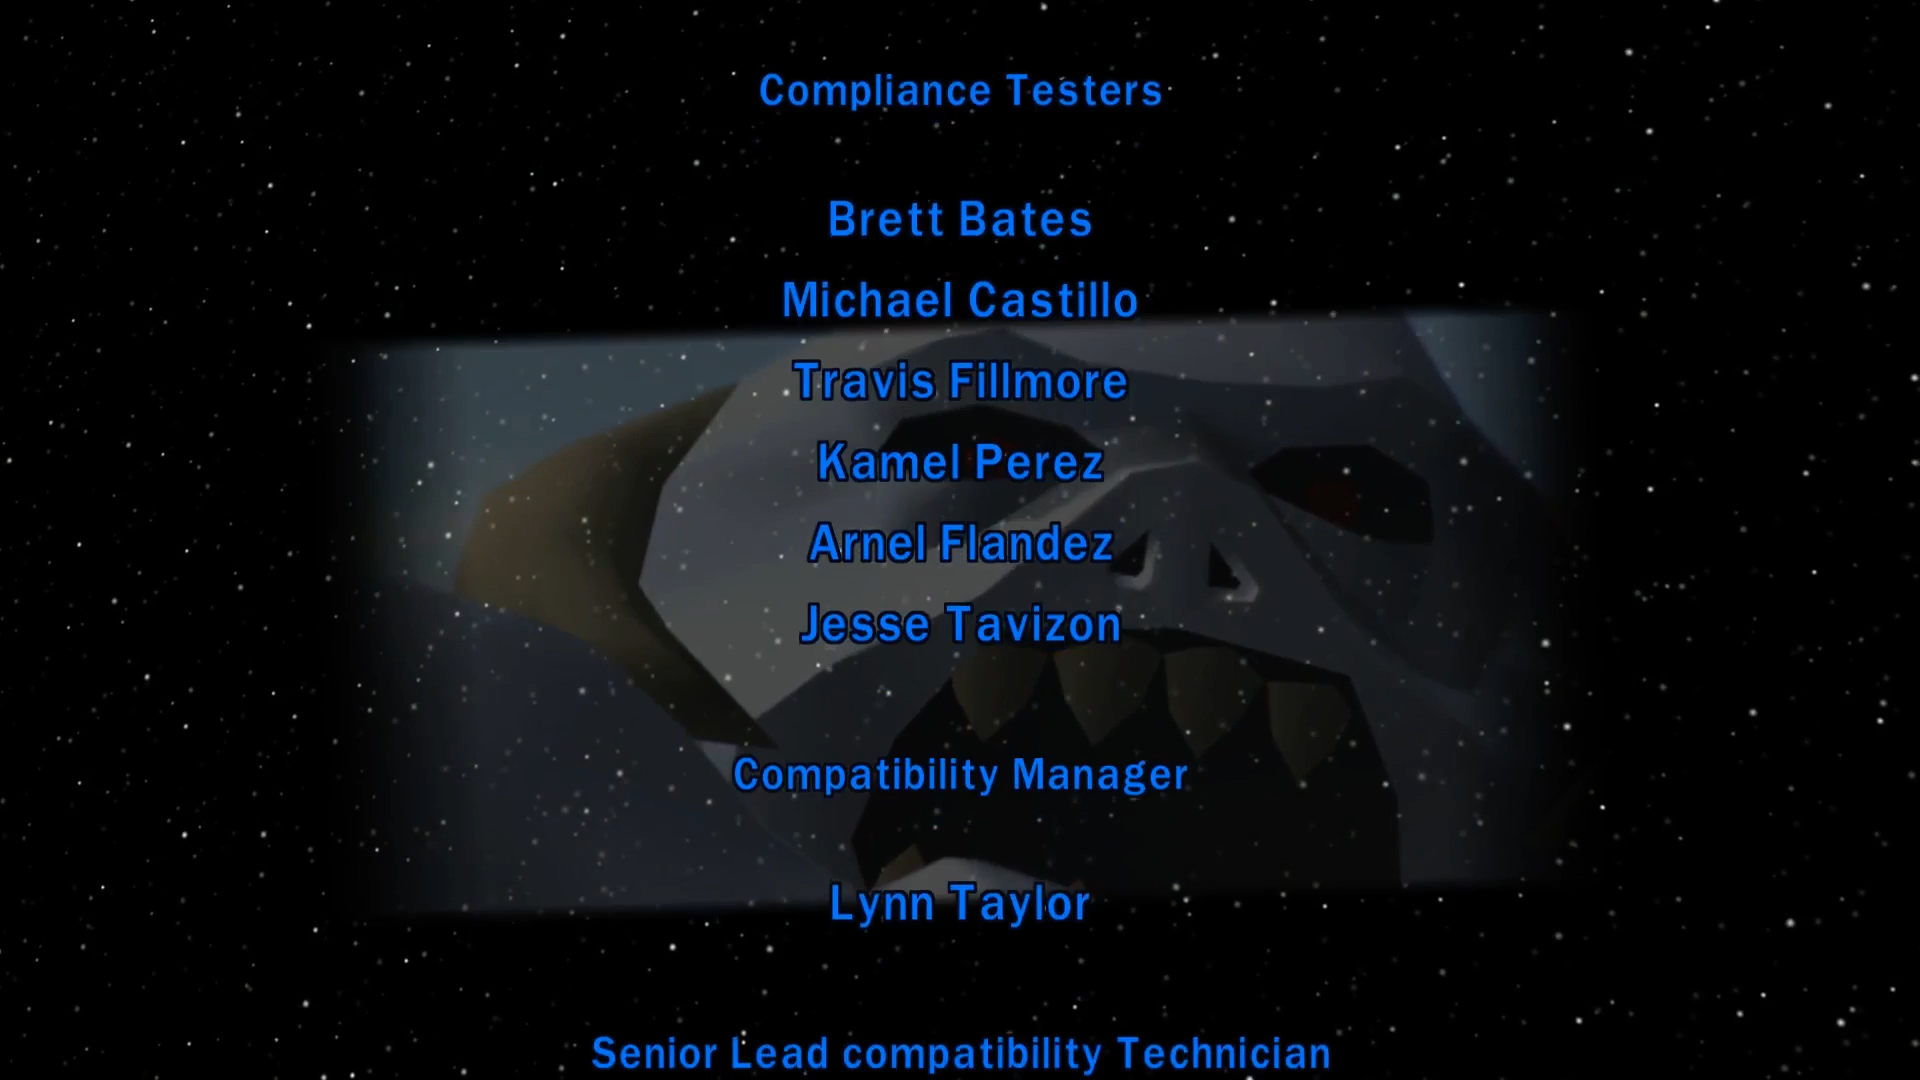 Compliance Testers
Brett Bates
Michael Castillo
Travis Fillmore
Kamel Perez
Arnel Flandez
Jesse Tavizon
Compatibility Manager
Lynn Taylor
Senior Lead compatibility Technician